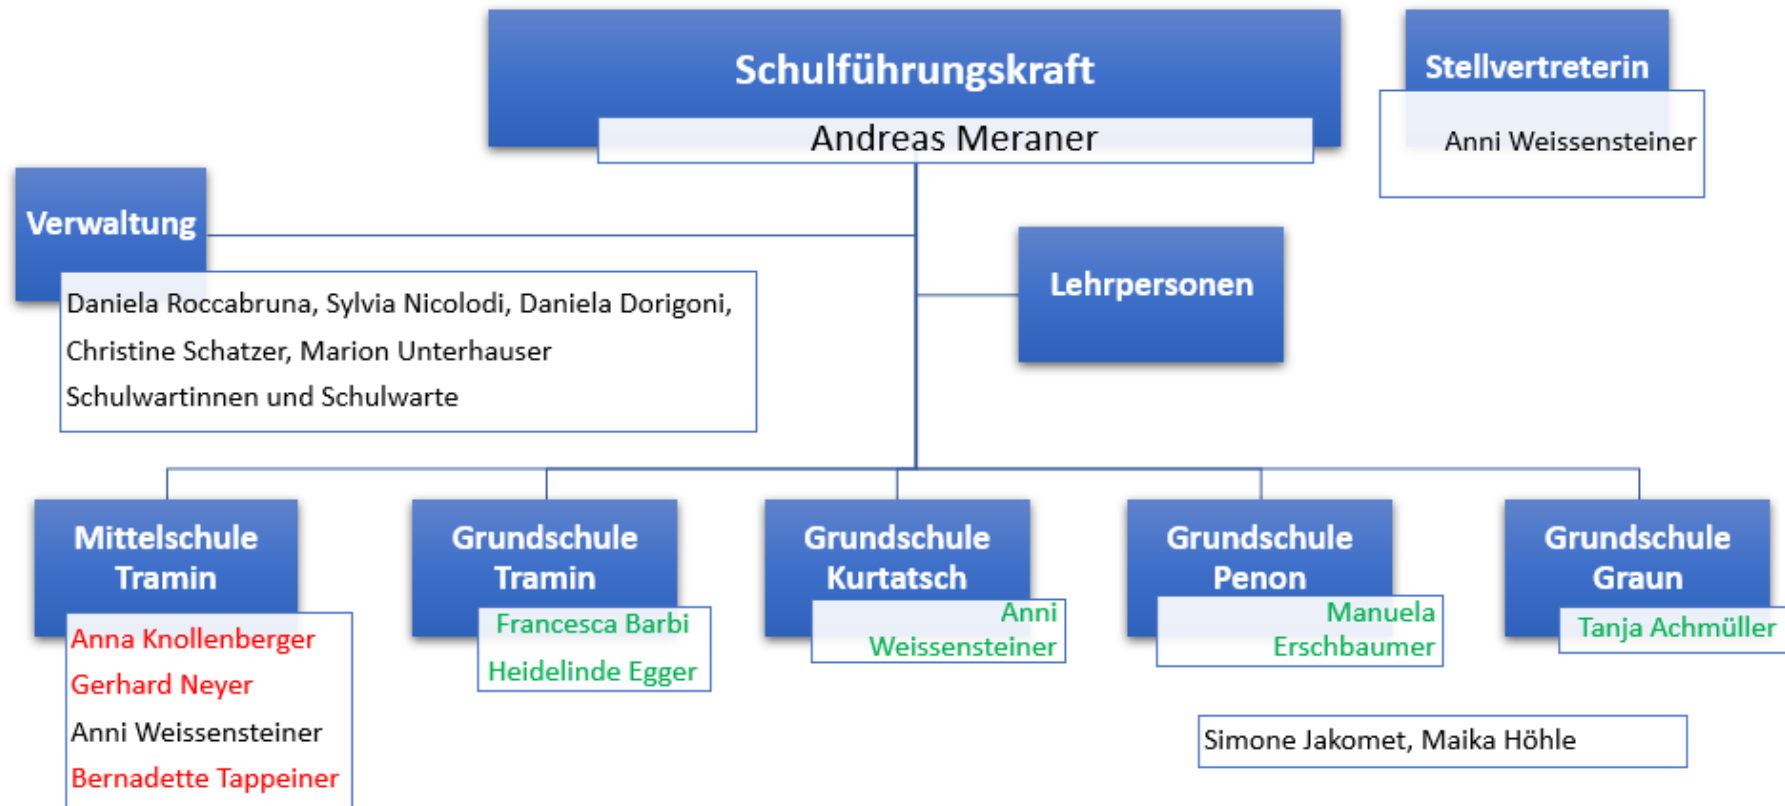 Schulführungskraft
Andreas Meraner
Stellvertreterin
Anni Weissensteiner
Verwaltung
Daniela Roccabruna, Sylvia Nicolodi, Daniela Dorigoni,
Christine Schatzer, Marion Unterhauser
Schulwartinnen und Schulwarte
Lehrpersonen
Mittelschule
Tramin
Anna Knollenberger
Gerhard Neyer
Anni Weissensteiner
Bernadette Tappeiner
Grundschule
Tramin
Francesca Barbi
Heidelinde Egger
Grundschule
Kurtatsch
Anni
Weissensteiner
Grundschule
Penon
Manuela
Erschbaumer
Grundschule
Graun
Tanja Achmüller
Simone Jakomet, Maika Höhle